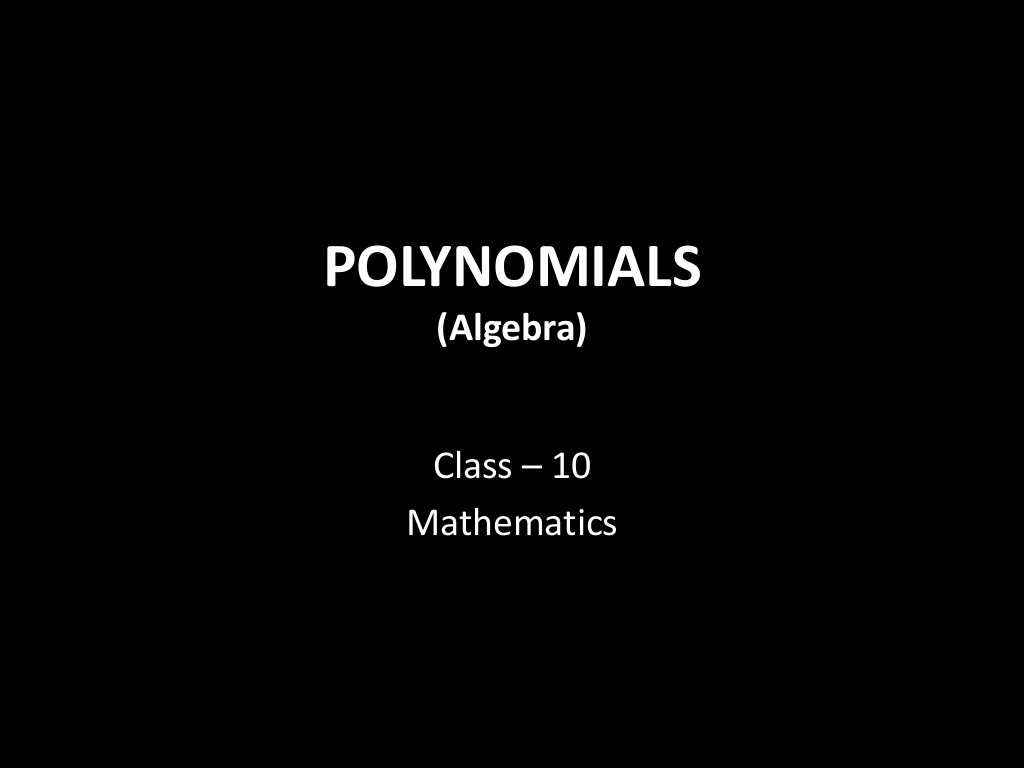 POLYNOMIALS
(Algebra)
Class – 10
Mathematics